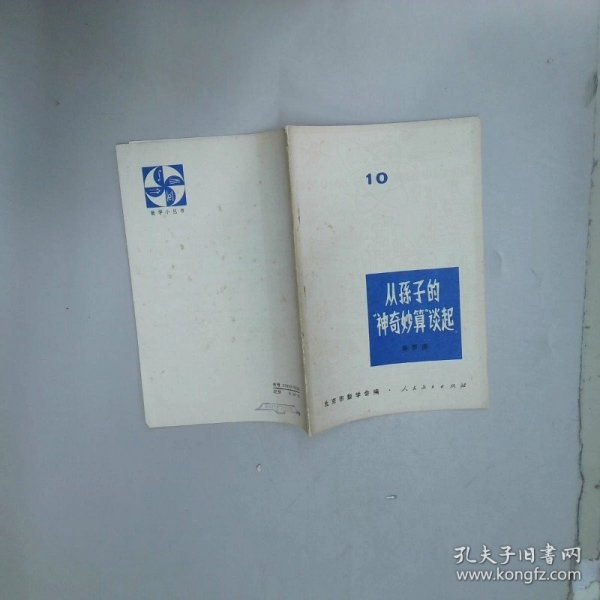 数学小丛书
10
从孙子的
“神奇妙算”谈起
北京市数学会编 · 人民教育出版社
孔夫子旧书网
www.kongfz.com